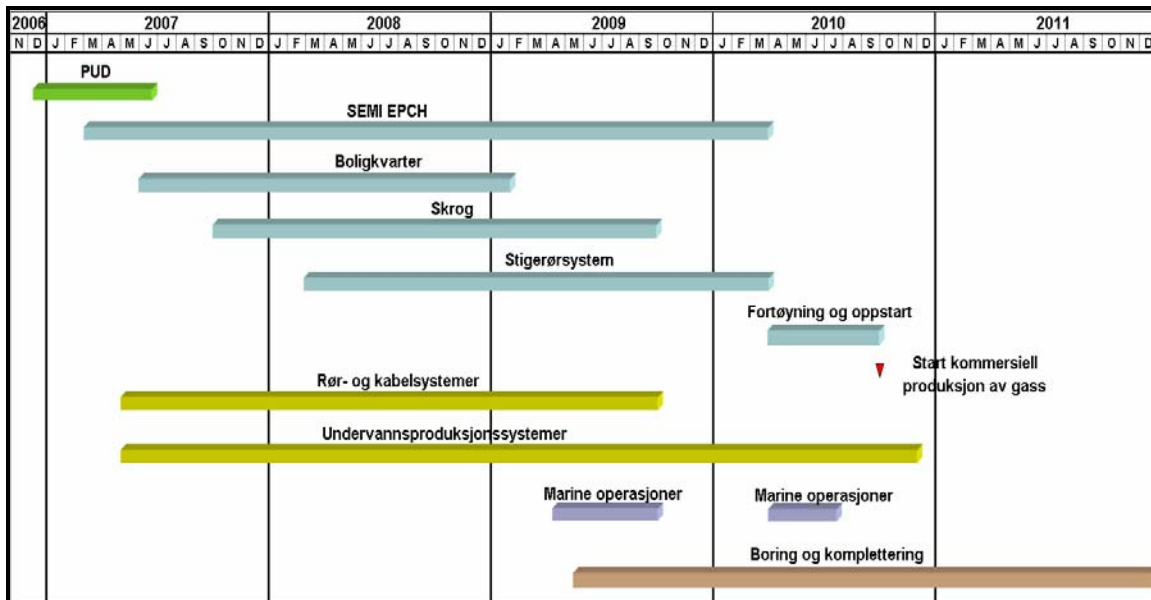 2006 2007 2008 2009 2010 2011
N D J F M A M J J A S O N D J F M A M J J A S O N D J F M A M J J A S O N D J F M A M J J A S O N D J F M A M J J A S O N D
PUD
SEMI EPCH
Boligkvarter
Skrog
Stigerørsystem
Fortøyning og oppstart
Start kommersiell
produksjon av gass
Rør- og kabelsystemer
Undervannsproduksjonssystemer
Marine operasjoner Marine operasjoner
Boring og komplettering